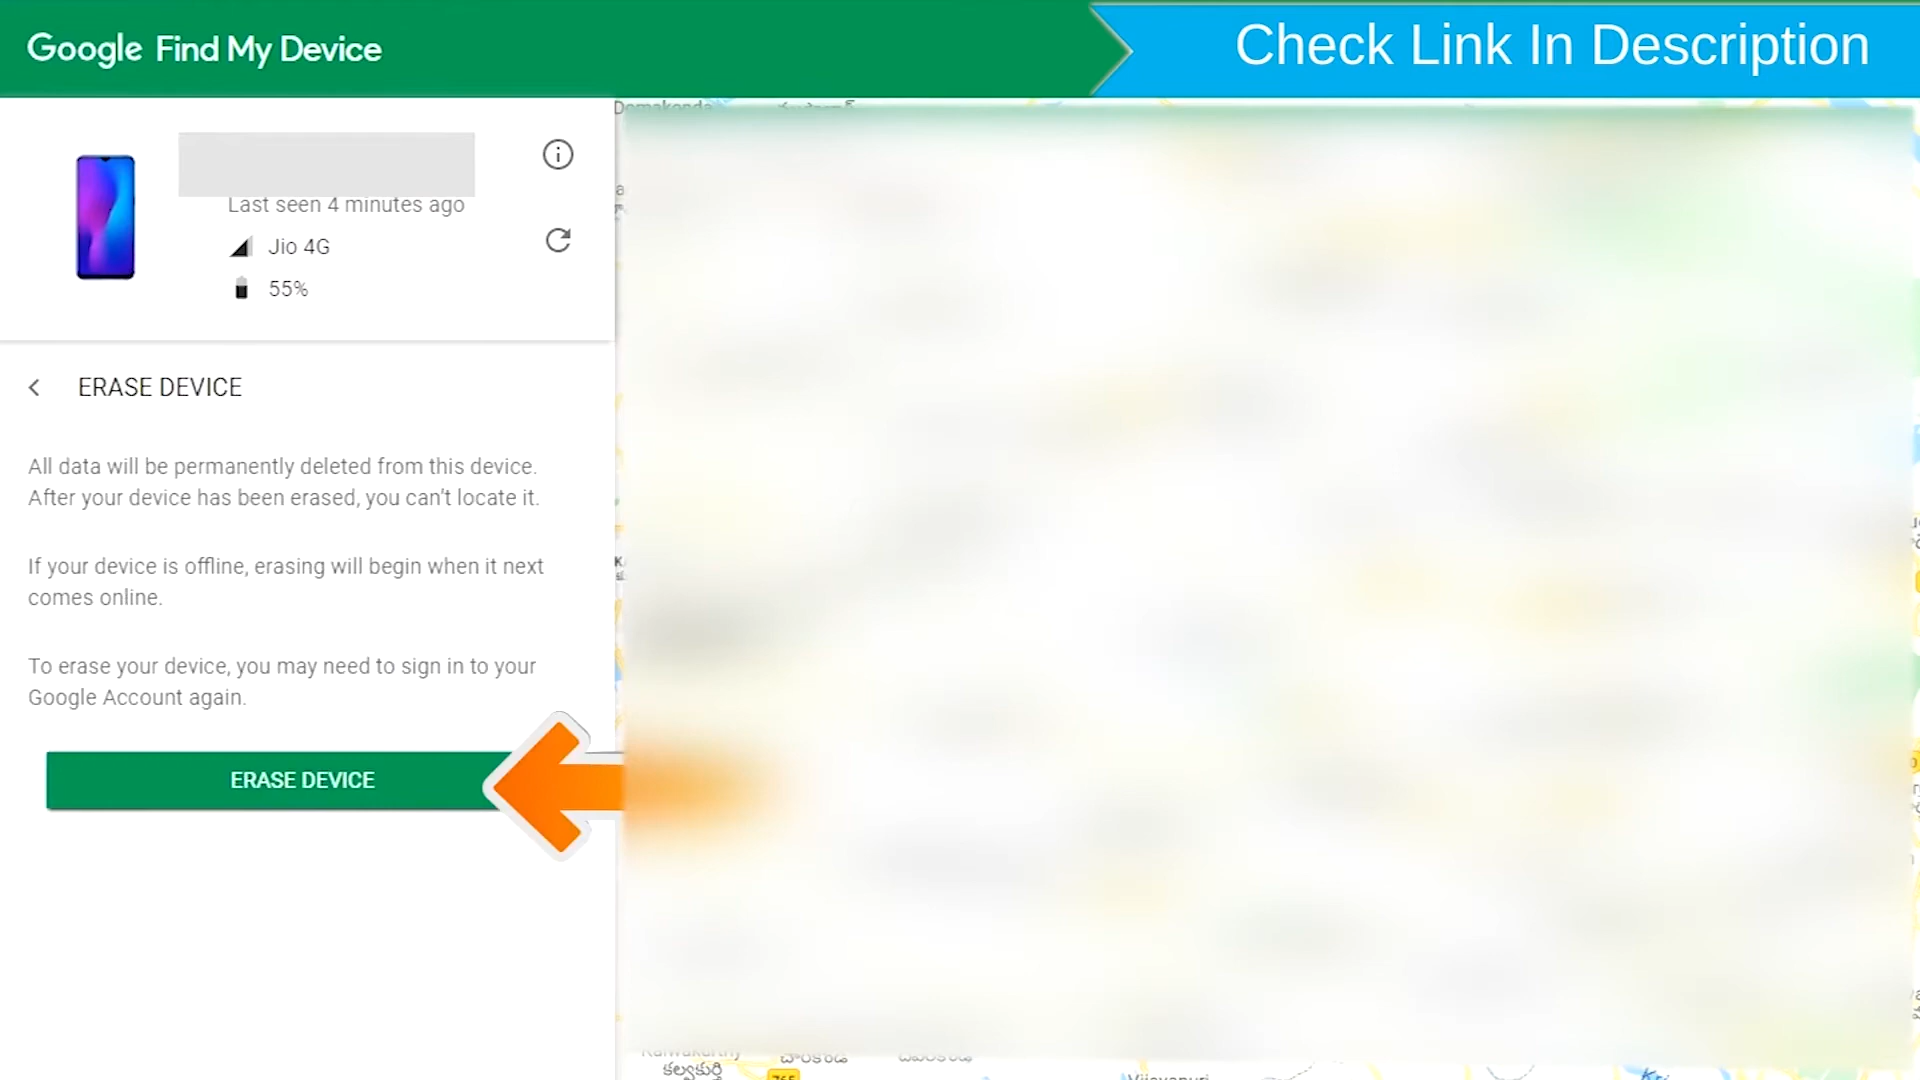 Google Find My Device
Check Link In Description
Last seen 4 minutes ago
Jio 4G
55%
ERASE DEVICE
All data will be permanently deleted from this device.
After your device has been erased, you can't locate it.
If your device is offline, erasing will begin when it next
comes online.
To erase your device, you may need to sign in to your
Google Account again.
ERASE DEVICE
కల్వకుర్తి
765